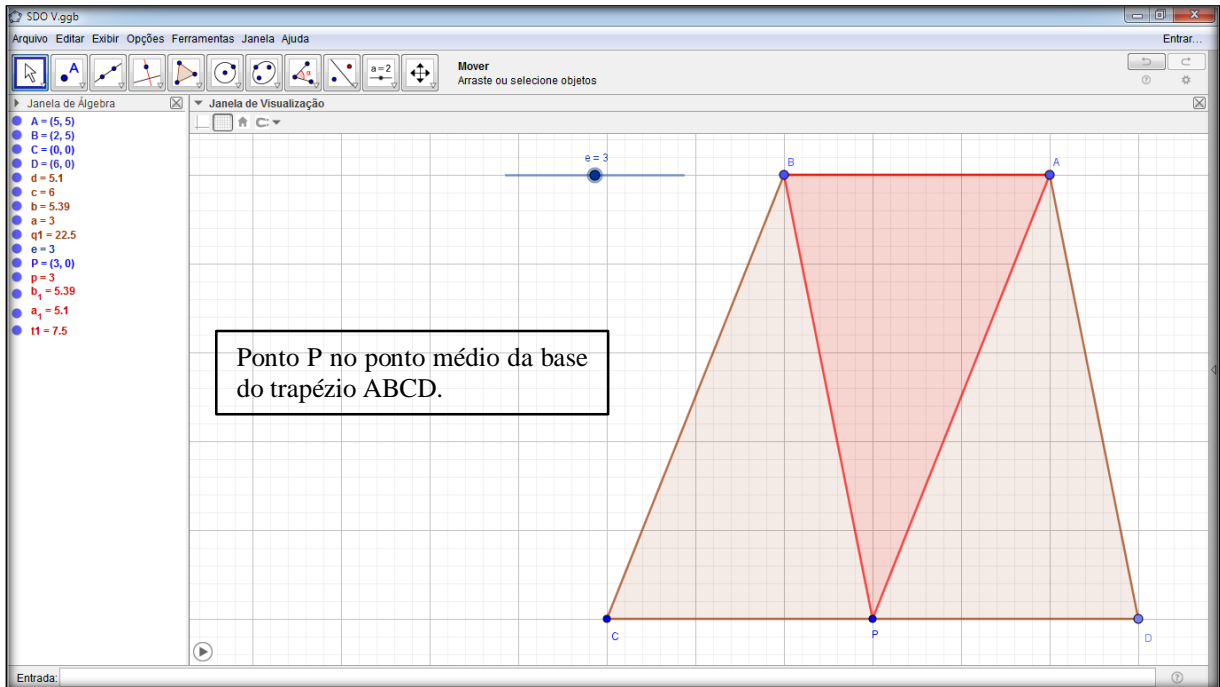 SDO V.ggb
Arquivo Editar Exibir Opções Ferramentas Janela Ajuda
Entrar...
A
a = 2
Mover
Arraste ou selecione objetos
Janela de Álgebra
Janela de Visualização
A = (5, 5)
B = (2, 5)
C = (0, 0)
D = (6, 0)
d = 5.1
c = 6
b = 5.39
a = 3
q1 = 22.5
e = 3
P = (3, 0)
p = 3
b₁ = 5.39
a₁ = 5.1
t1 = 7.5
e = 3
B
A
Ponto P no ponto médio da base
do trapézio ABCD.
C
P
D
Entrada: